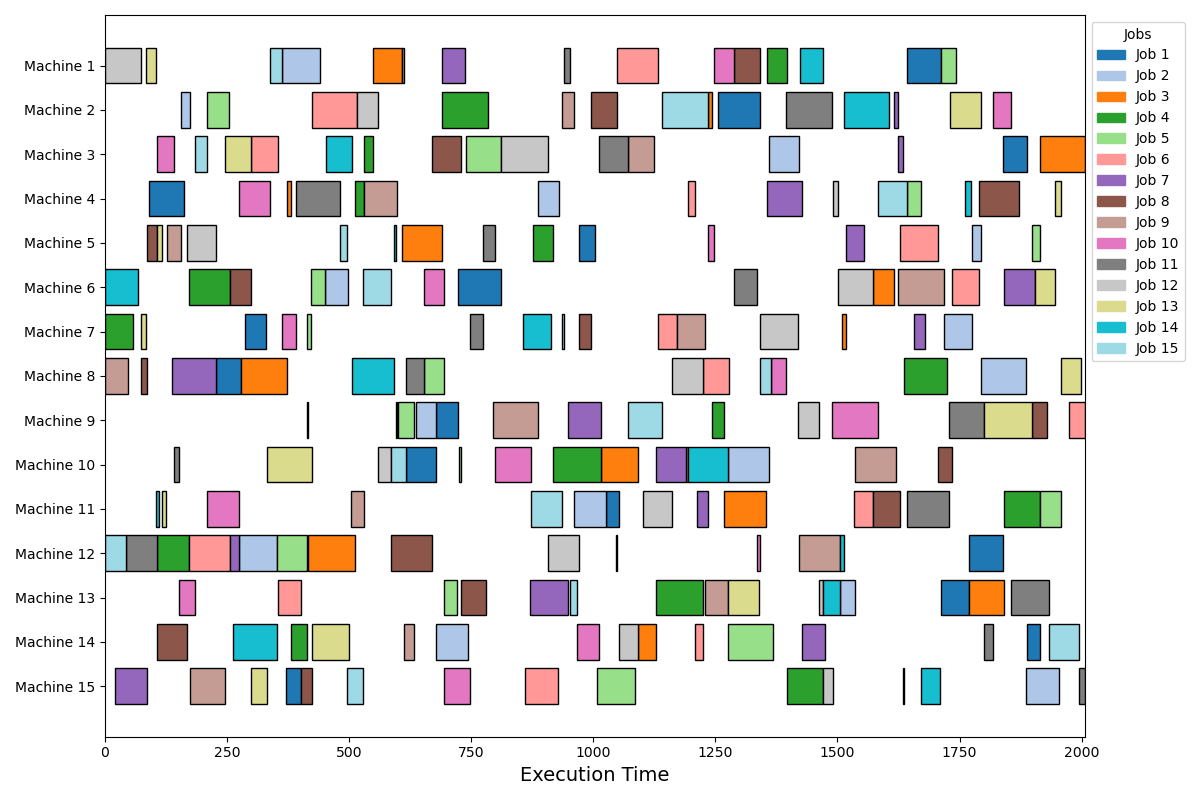 Machine 1
Machine 2
Machine 3
Machine 4
Machine 5
Machine 6
Machine 7
Machine 8
Machine 9
Machine 10
Machine 11
Machine 12
Machine 13
Machine 14
Machine 15
0 250 500 750 1000 1250 1500 1750 2000
Execution Time
Jobs
Job 1
Job 2
Job 3
Job 4
Job 5
Job 6
Job 7
Job 8
Job 9
Job 10
Job 11
Job 12
Job 13
Job 14
Job 15